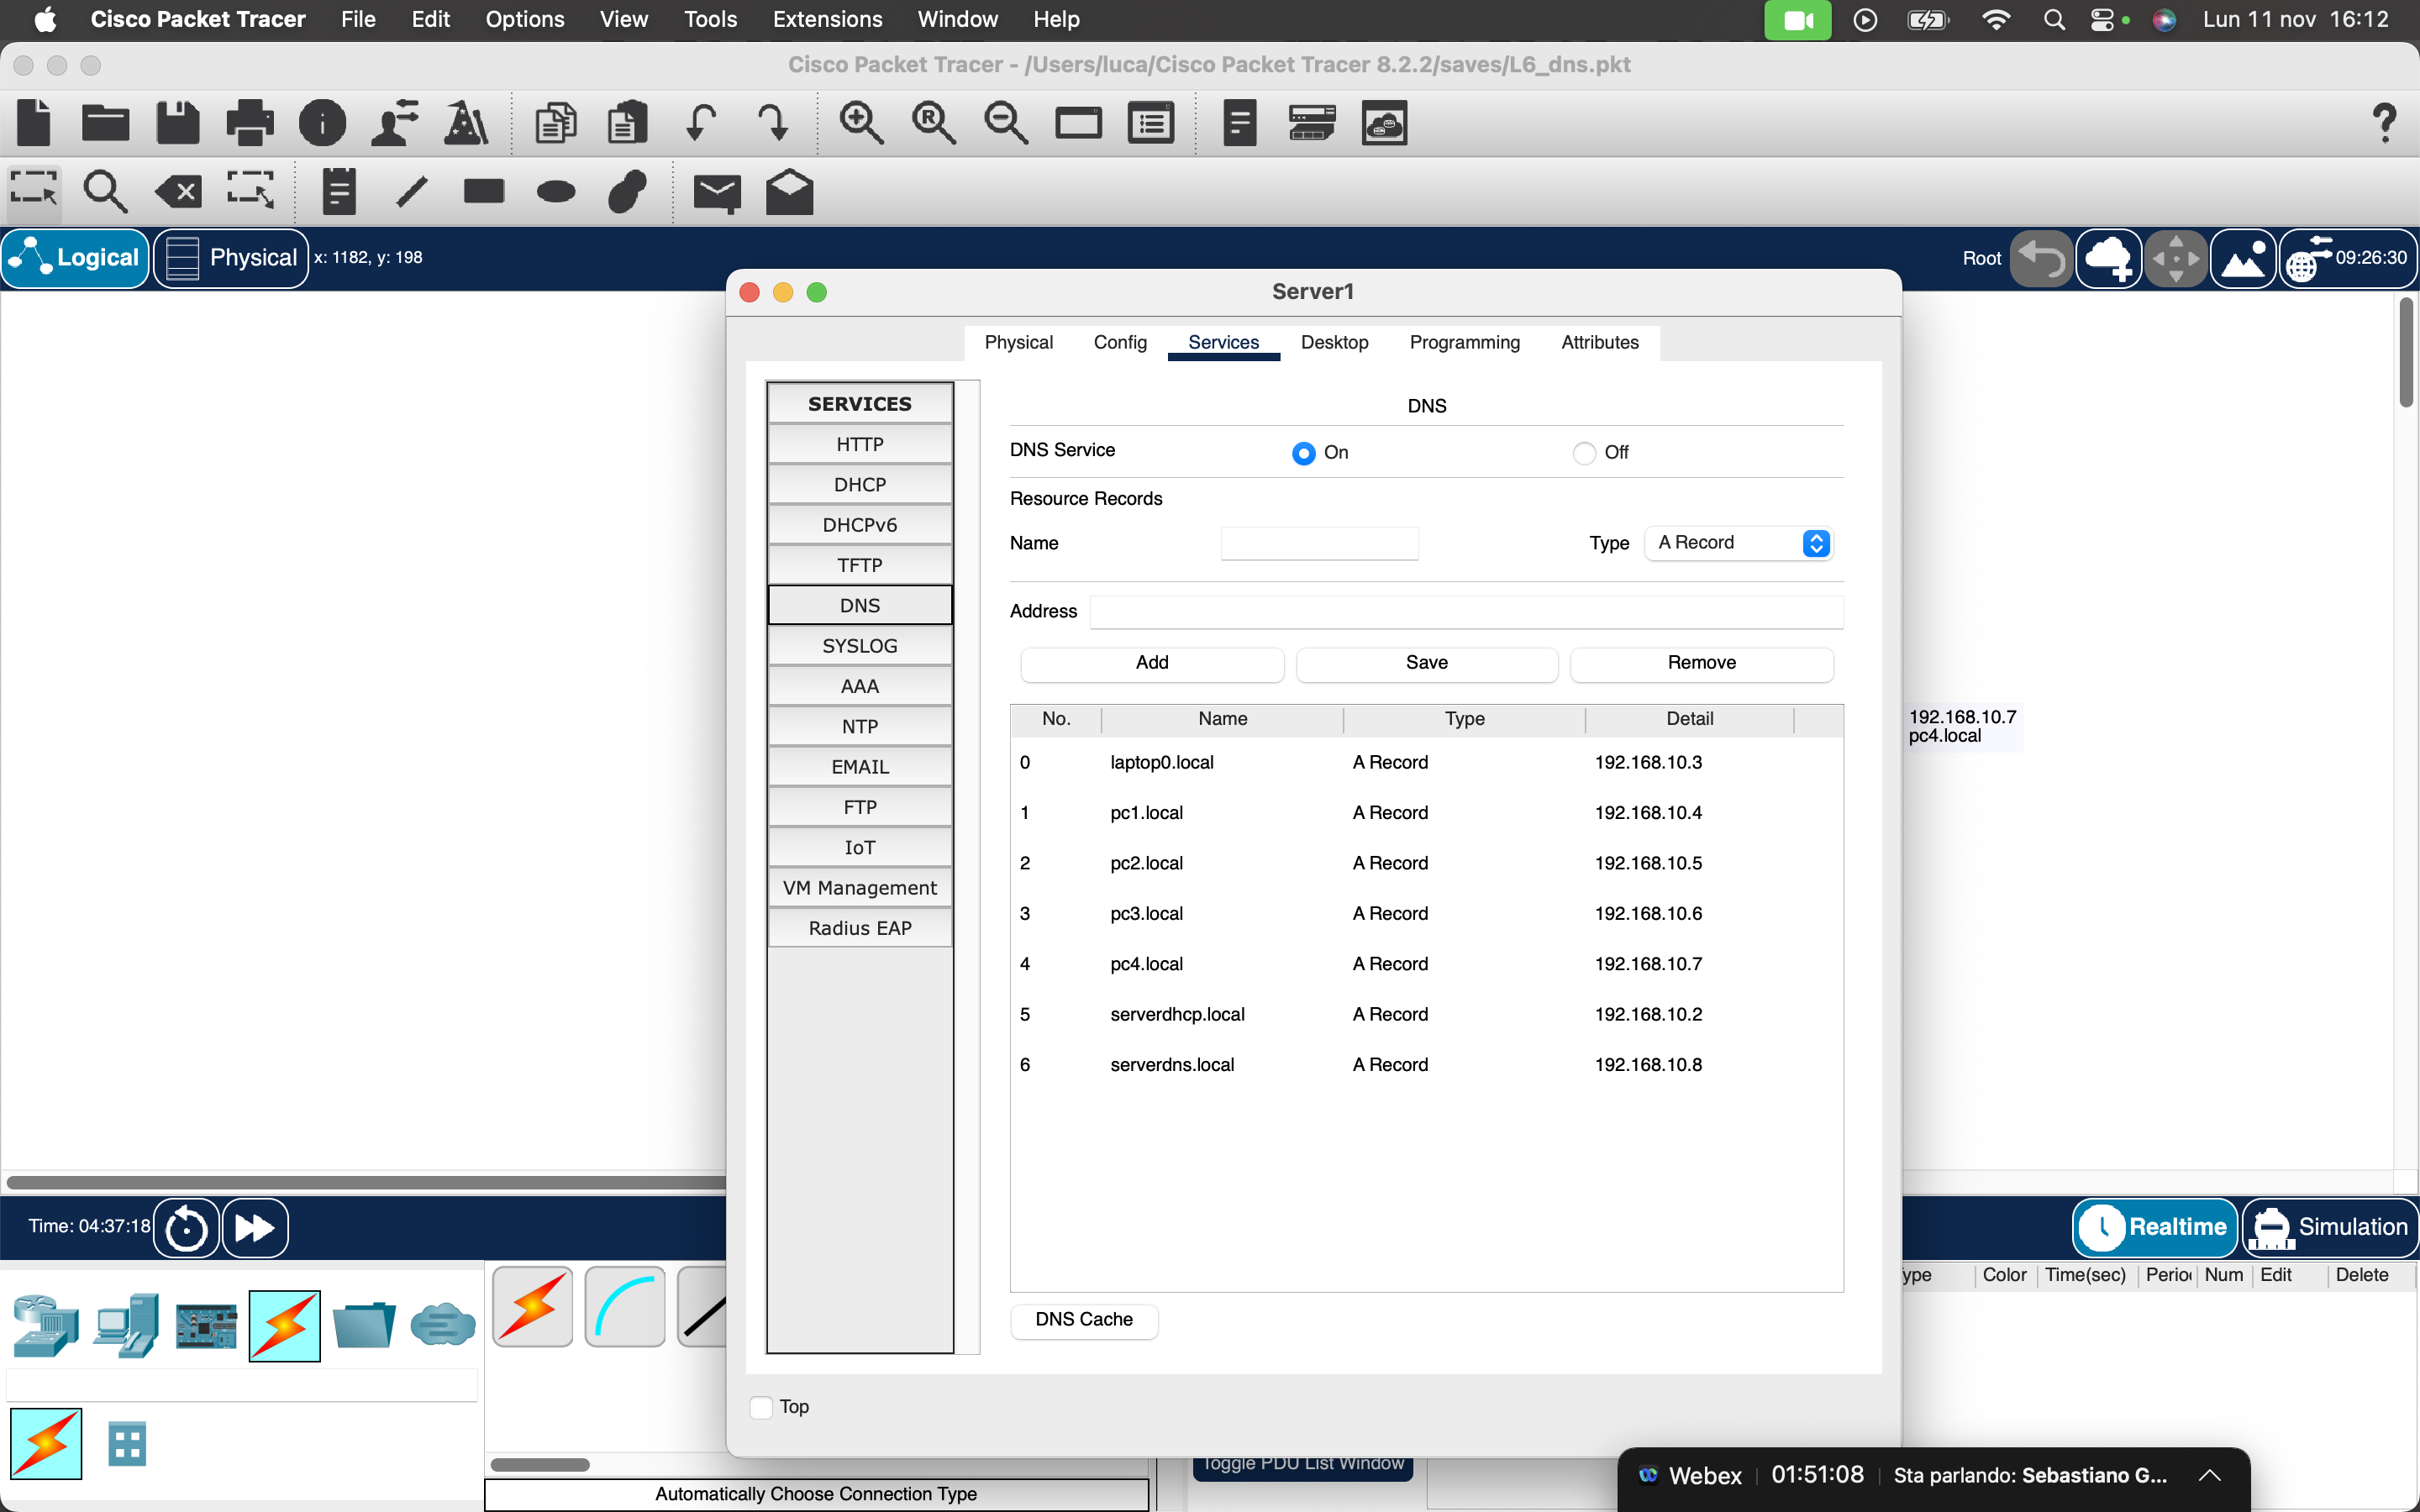 Cisco Packet Tracer File Edit Options View Tools Extensions Window Help Lun 11 nov 16:12
Cisco Packet Tracer - /Users/luca/Cisco Packet Tracer 8.2.2/saves/L6_dns.pkt
Logical Physical x: 1182, y: 198 Root 09:26:30
Server1
Physical Config Services Desktop Programming Attributes
SERVICES
HTTP
DHCP
DHCPv6
TFTP
DNS
SYSLOG
AAA
NTP
EMAIL
FTP
IoT
VM Management
Radius EAP
DNS
DNS Service On Off
Resource Records
Name Type A Record
Address
Add Save Remove
No. Name Type Detail
0 laptop0.local A Record 192.168.10.3
1 pc1.local A Record 192.168.10.4
2 pc2.local A Record 192.168.10.5
3 pc3.local A Record 192.168.10.6
4 pc4.local A Record 192.168.10.7
5 serverdhcp.local A Record 192.168.10.2
6 serverdns.local A Record 192.168.10.8
DNS Cache
Top
192.168.10.7
pc4.local
Time: 04:37:18 Realtime Simulation
ype Color Time(sec) Perio Num Edit Delete
Toggle PDU List Window
Automatically Choose Connection Type
Webex 01:51:08 Sta parlando: Sebastiano G...